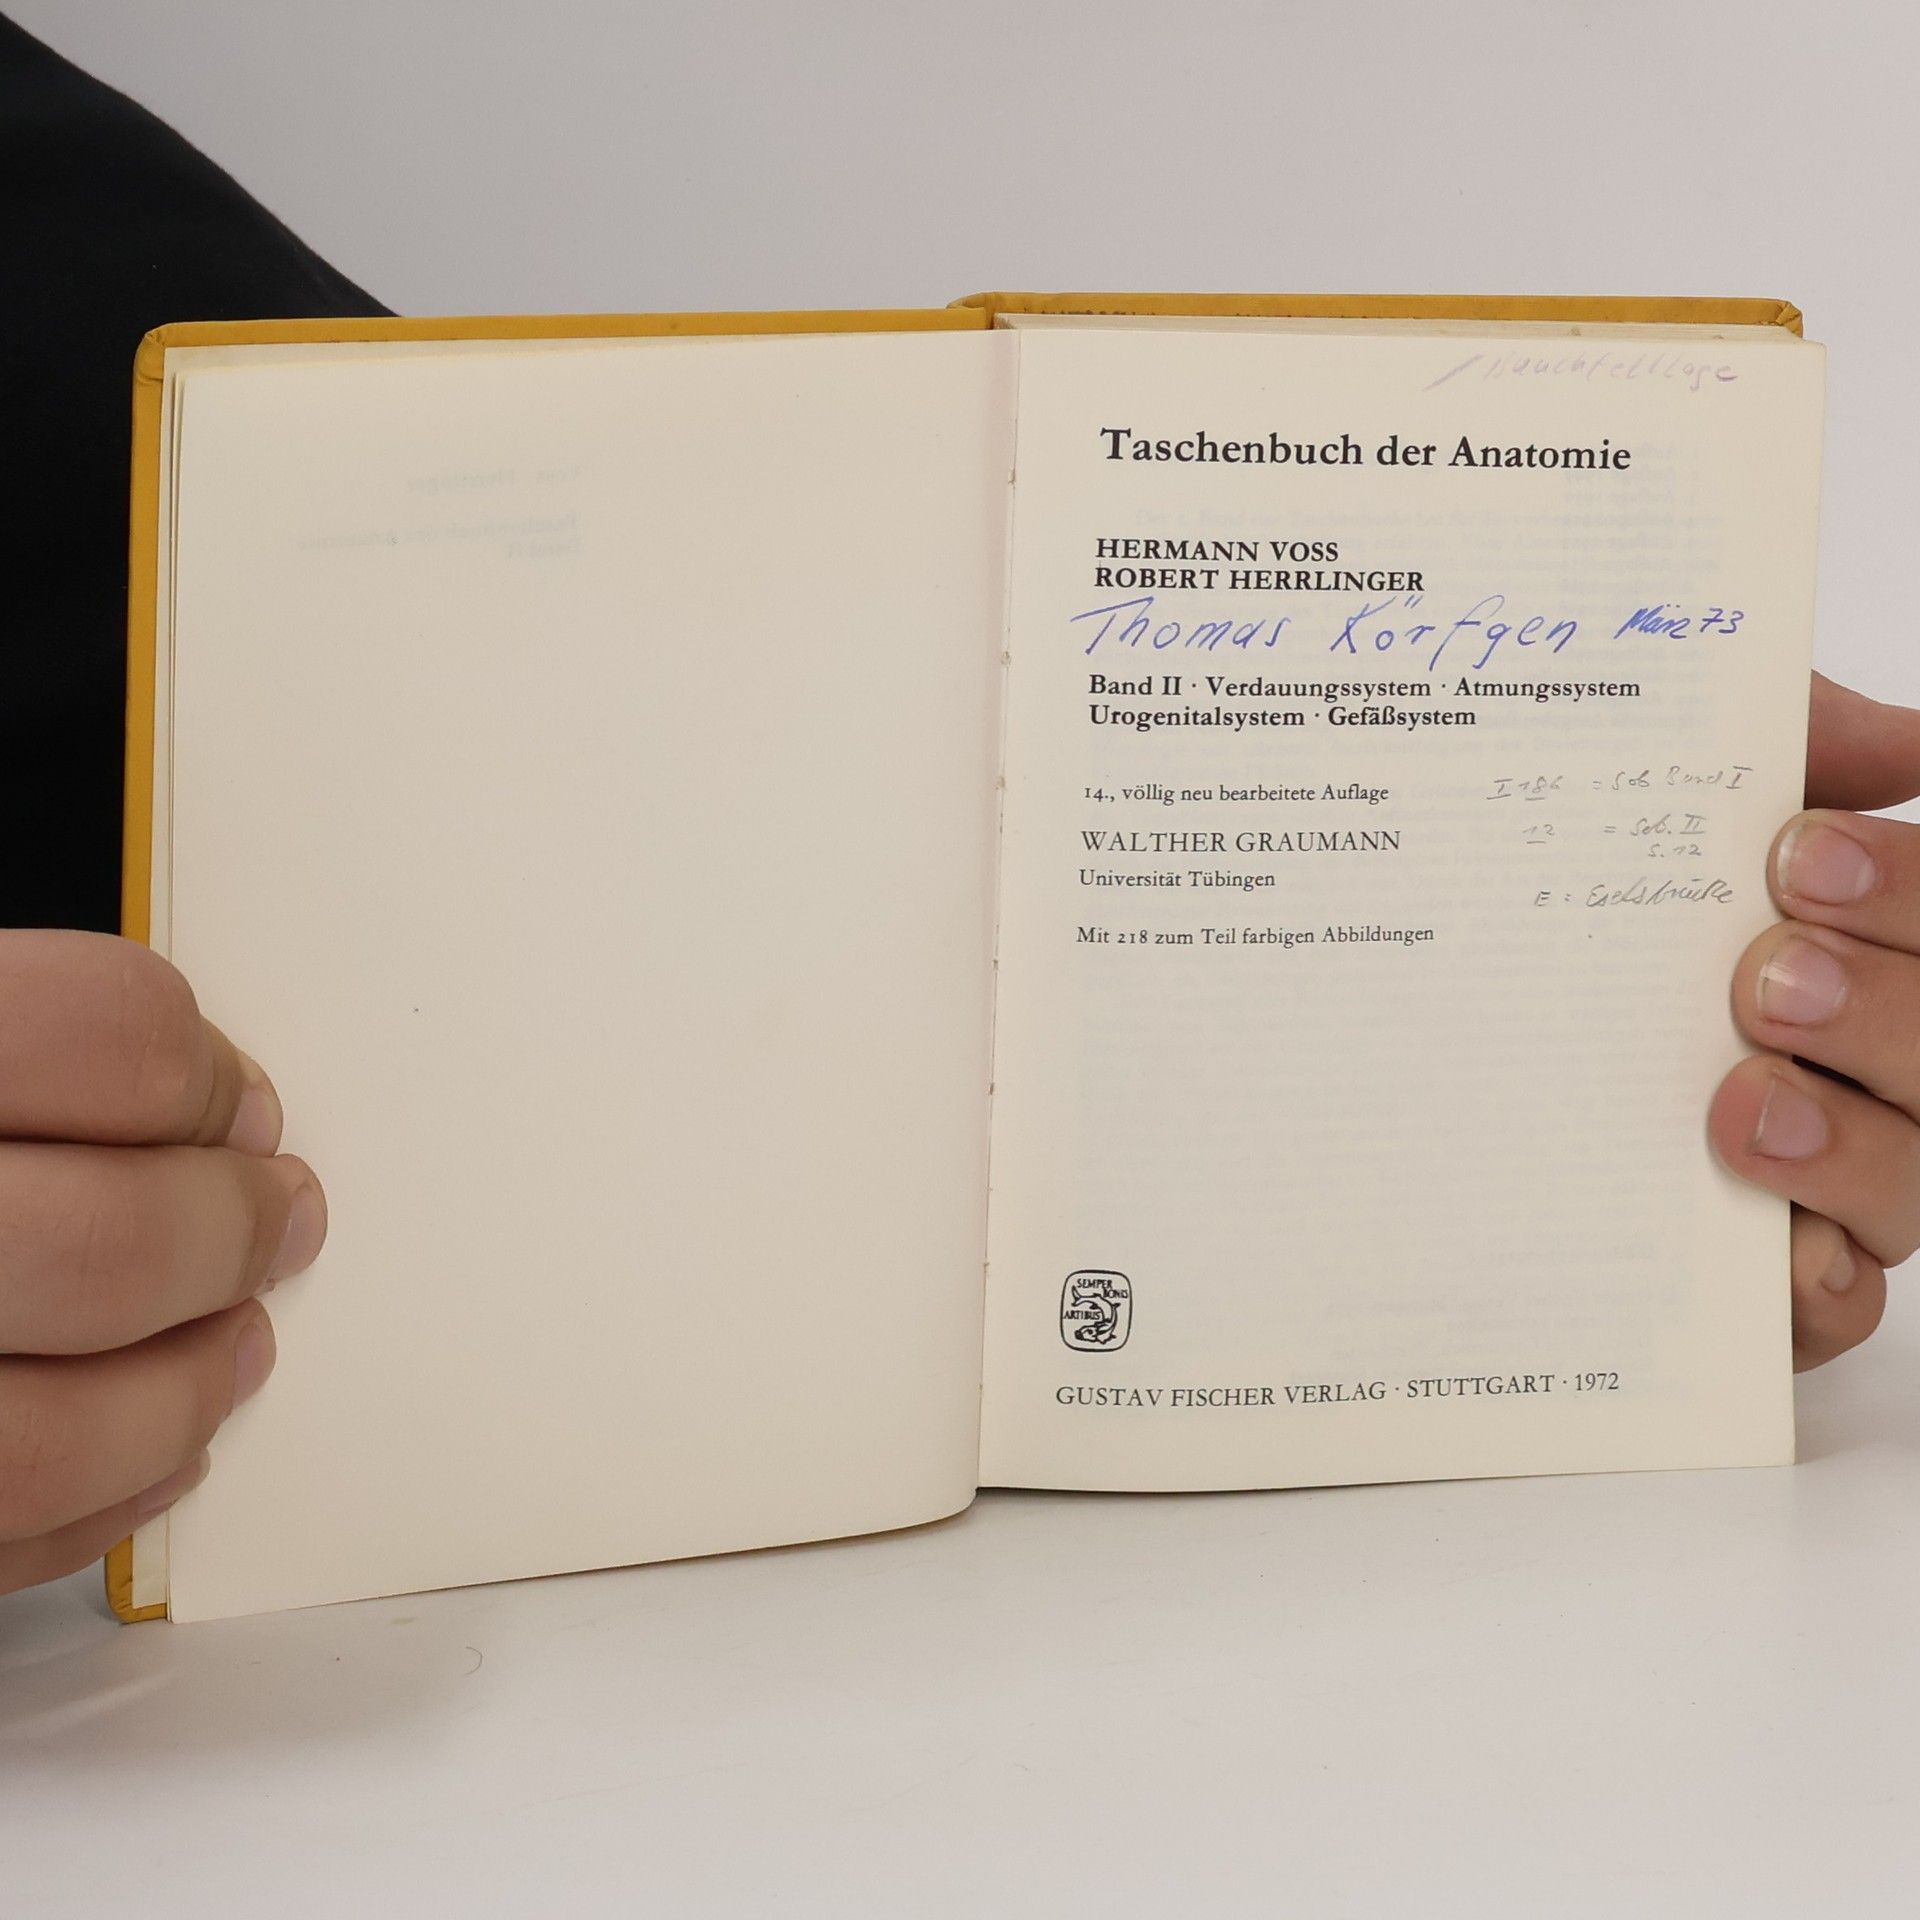 Bauchfelllage
Taschenbuch der Anatomie
HERMANN VOSS
ROBERT HERRLINGER
Thomas Körfgen März 73
Band II · Verdauungssystem · Atmungssystem
Urogenitalsystem · Gefäßsystem
14., völlig neu bearbeitete Auflage
I 186 = Sob Band I
WALTHER GRAUMANN
12 = Sob. II
S. 12
Universität Tübingen
E = Eselsbrücke
Mit 218 zum Teil farbigen Abbildungen
SEMPER
BONIS
ARTIBUS
GUSTAV FISCHER VERLAG · STUTTGART · 1972